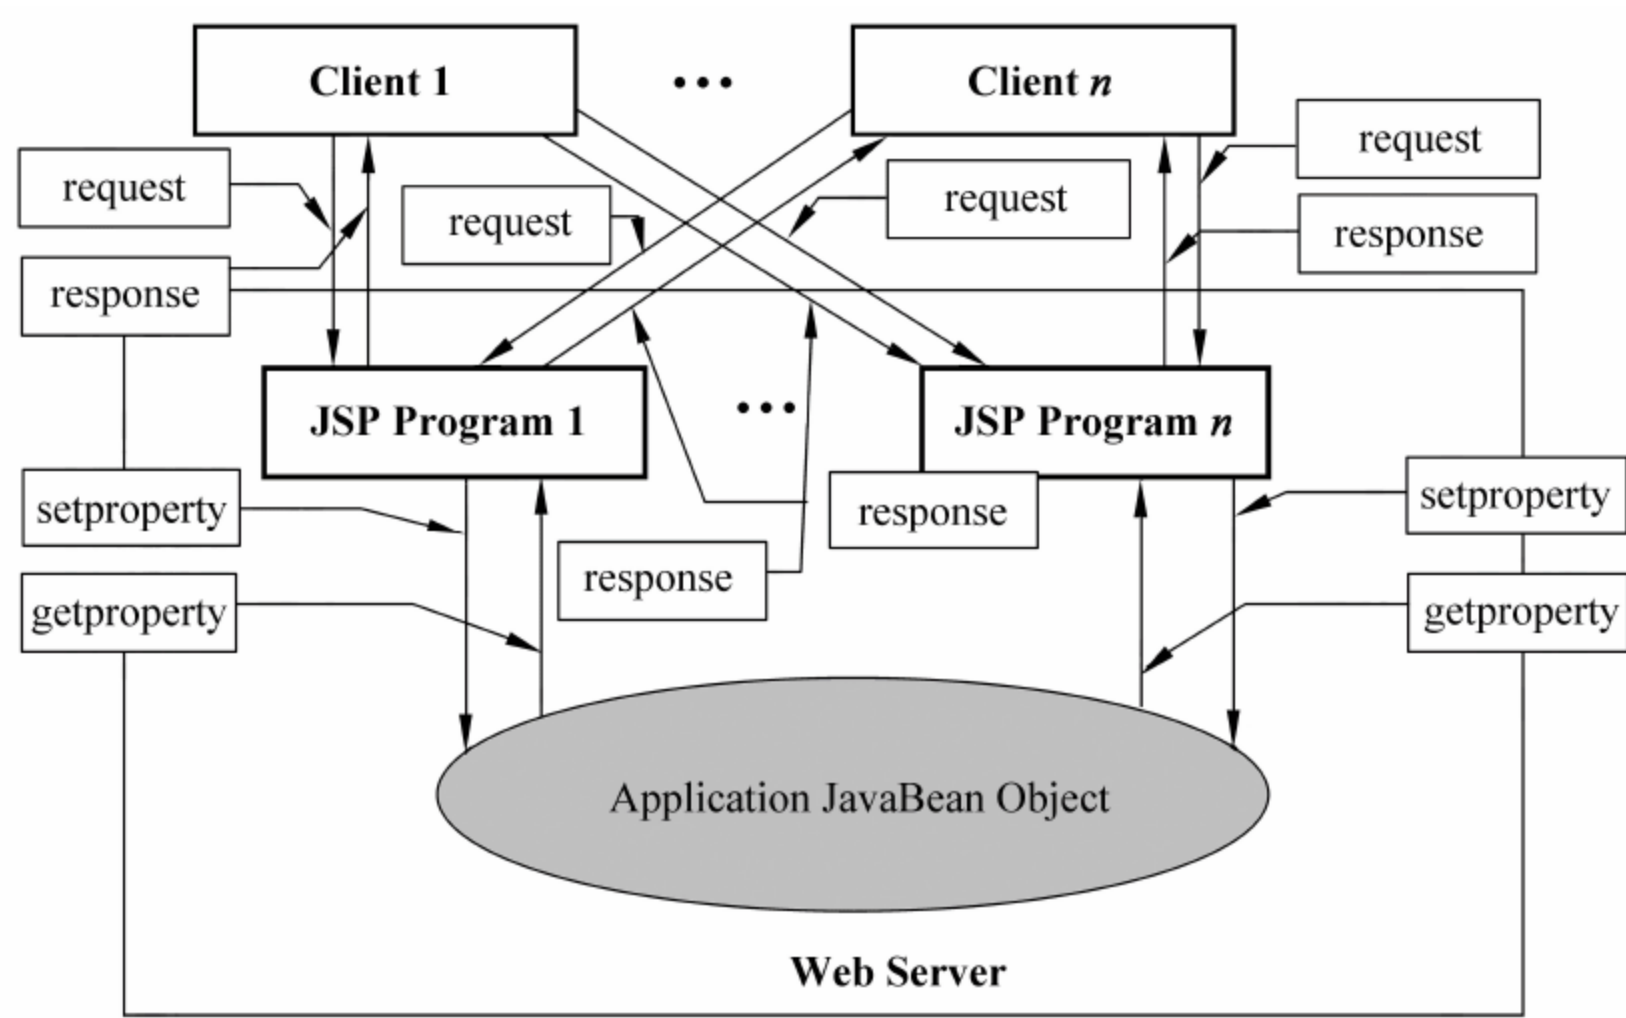 Client 1
...
Client n
request
response
request
request
request
response
JSP Program 1
...
JSP Program n
setproperty
getproperty
response
response
setproperty
getproperty
Application JavaBean Object
Web Server